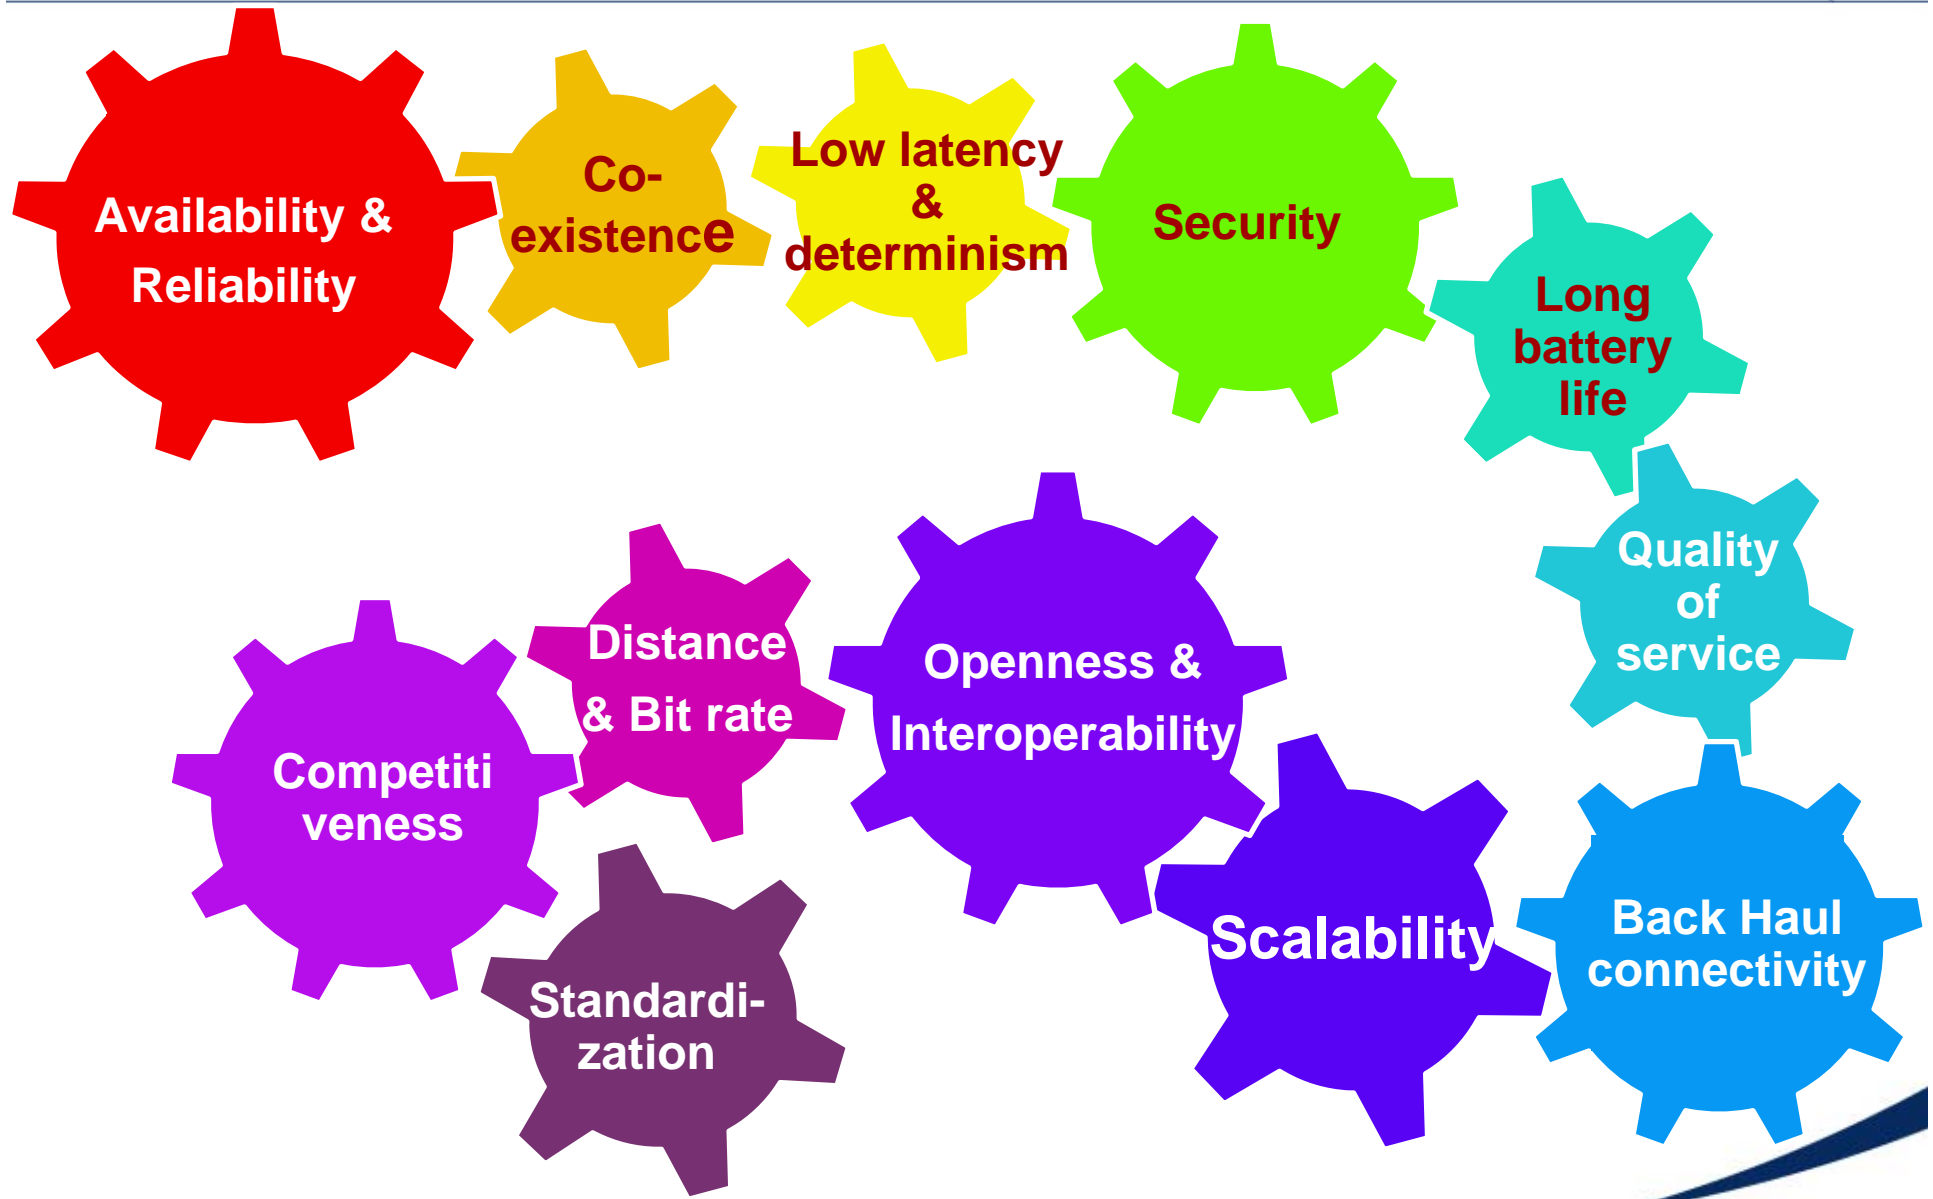 Availability &
Reliability
Co-
existence
Low latency
&
determinism
Security
Long
battery
life
Quality
of
service
Distance
& Bit rate
Openness &
Interoperability
Competiti
veness
Scalability
Back Haul
connectivity
Standardi-
zation